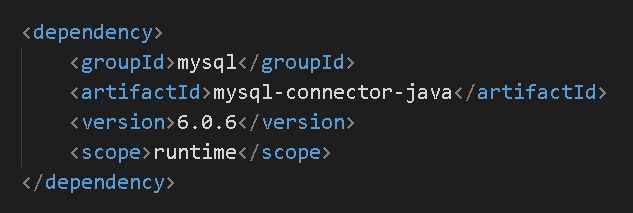 <dependency>
    <groupId>mysql</groupId>
    <artifactId>mysql-connector-java</artifactId>
    <version>6.0.6</version>
    <scope>runtime</scope>
</dependency>